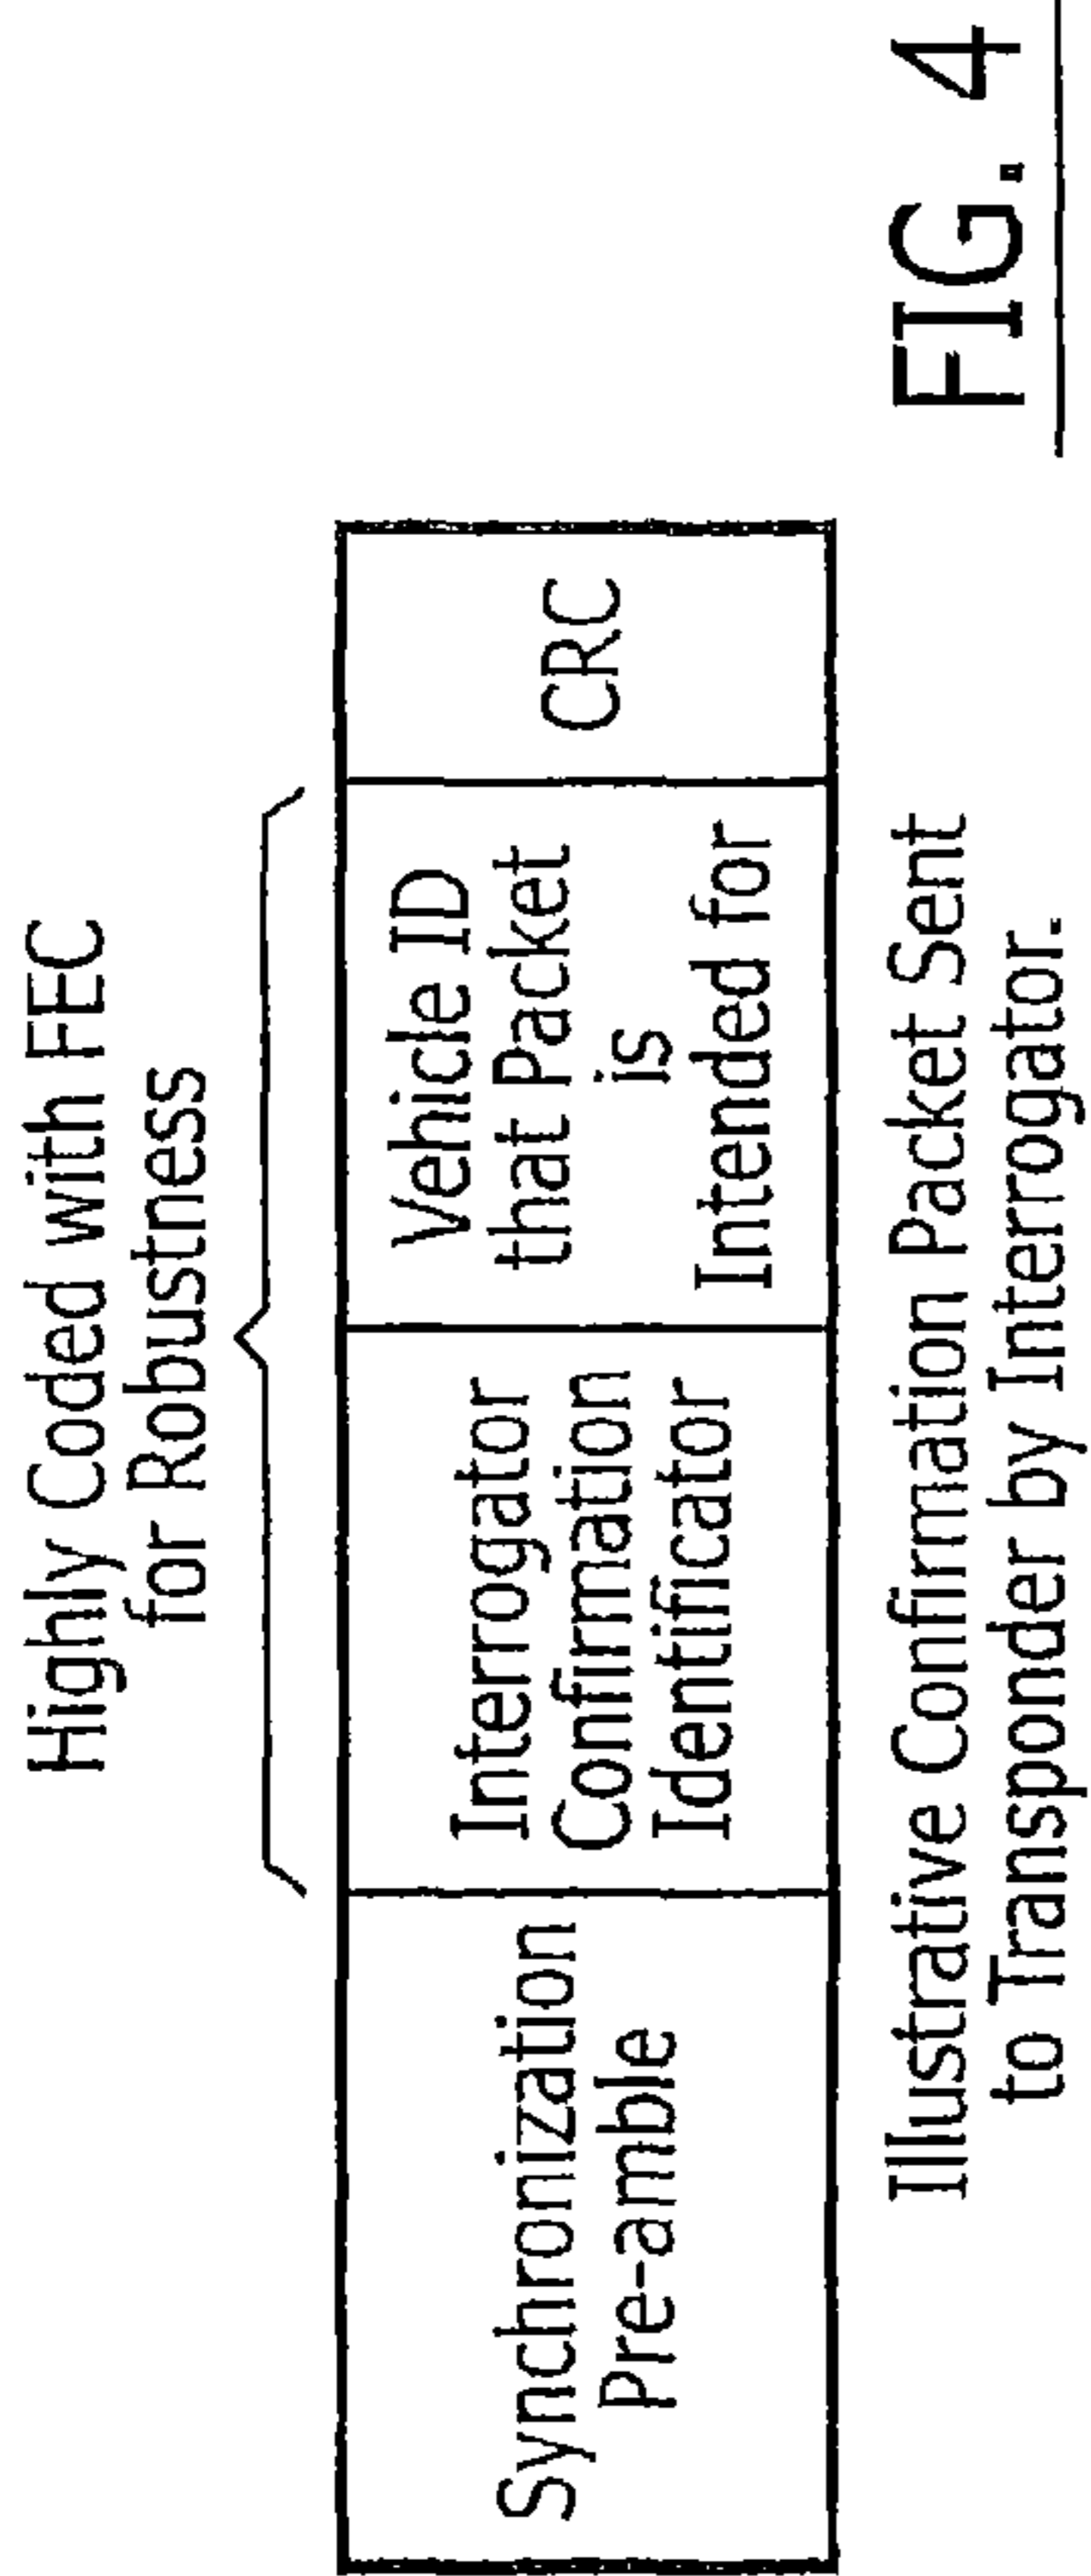 Highly Coded with FEC
for Robustness
Synchronization
Pre-amble
Interrogator
Confirmation
Identificator
Vehicle ID
that Packet
is
Intended for
CRC
Illustrative Confirmation Packet Sent
to Transponder by Interrogator.
FIG. 4